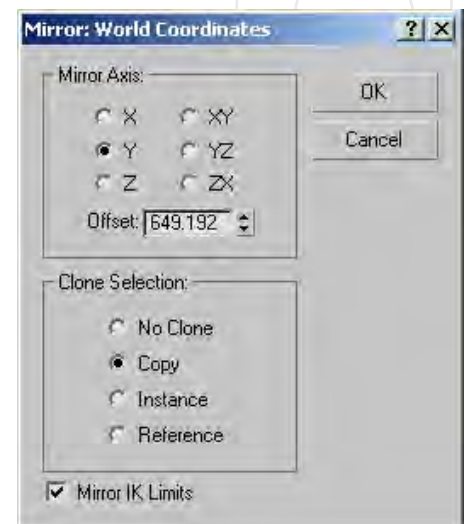 Mirror: World Coordinates
Mirror Axis:
X XY
Y YZ
Z ZX
Offset: 649.192
OK
Cancel
Clone Selection:
No Clone
Copy
Instance
Reference
Mirror IK Limits